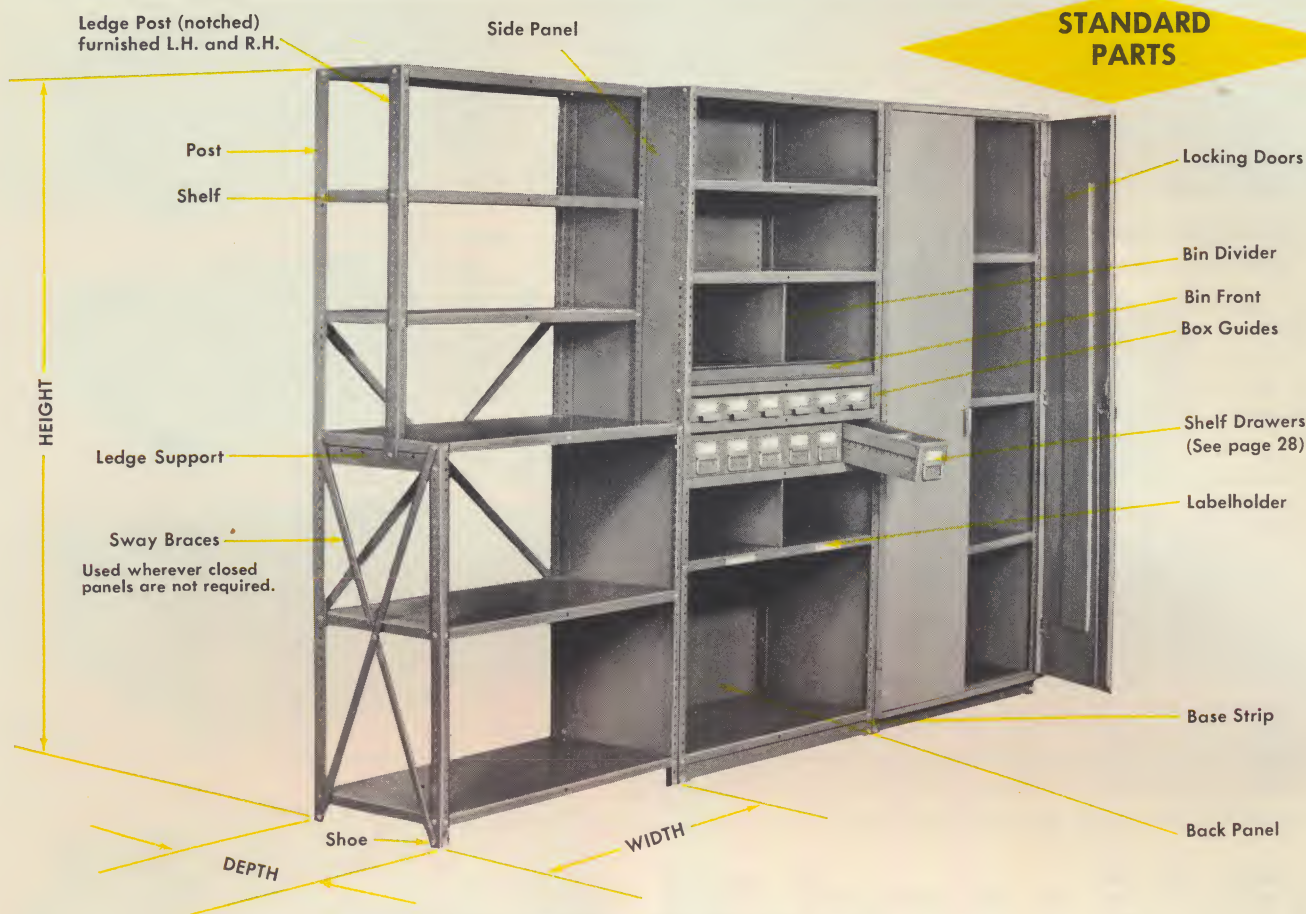 STANDARD
PARTS
Ledge Post (notched)
furnished L.H. and R.H.
Side Panel
Post
Shelf
HEIGHT
Ledge Support
Sway Braces
Used wherever closed
panels are not required.
Shoe
DEPTH
WIDTH
Locking Doors
Bin Divider
Bin Front
Box Guides
Shelf Drawers
(See page 28)
Labelholder
Base Strip
Back Panel